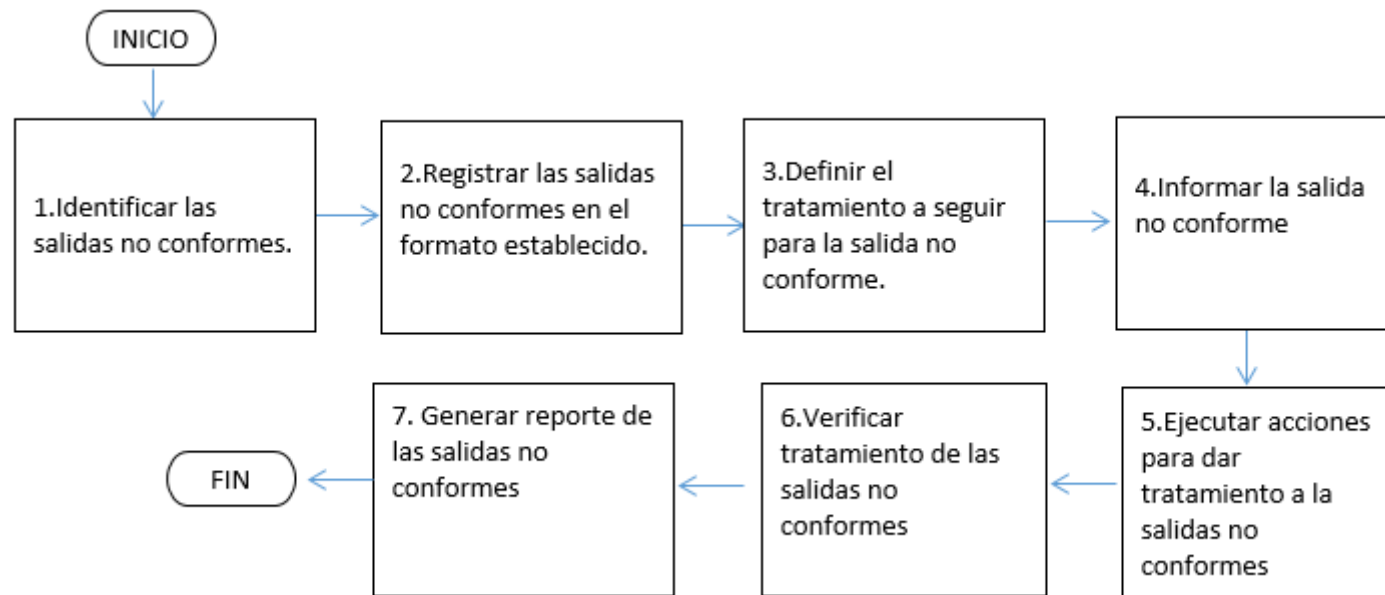 INICIO
1.Identificar las
salidas no conformes.
2.Registrar las salidas
no conformes en el
formato establecido.
3.Definir el
tratamiento a seguir
para la salida no
conforme.
4.Informar la salida
no conforme
5.Ejecutar acciones
para dar
tratamiento a la
salidas no
conformes
6.Verificar
tratamiento de las
salidas no
conformes
7. Generar reporte de
las salidas no
conformes
FIN